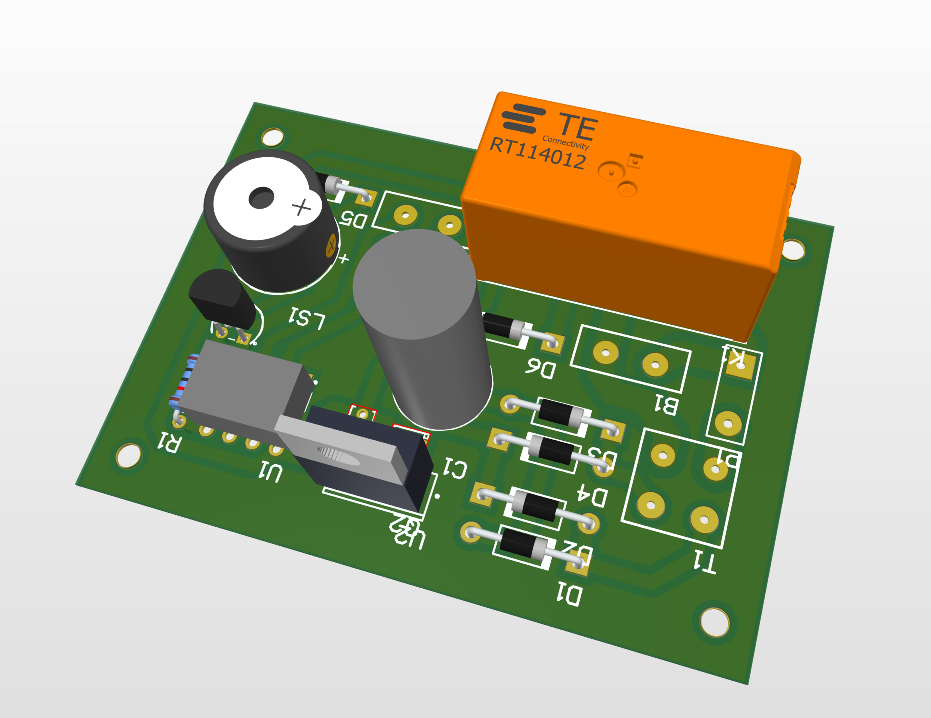 TE
Connectivity
RT114012
D5
+
+
LS1
D6
K1
B1
R1
U1
C1
D3
D4
P1
U2
D2
T1
D1